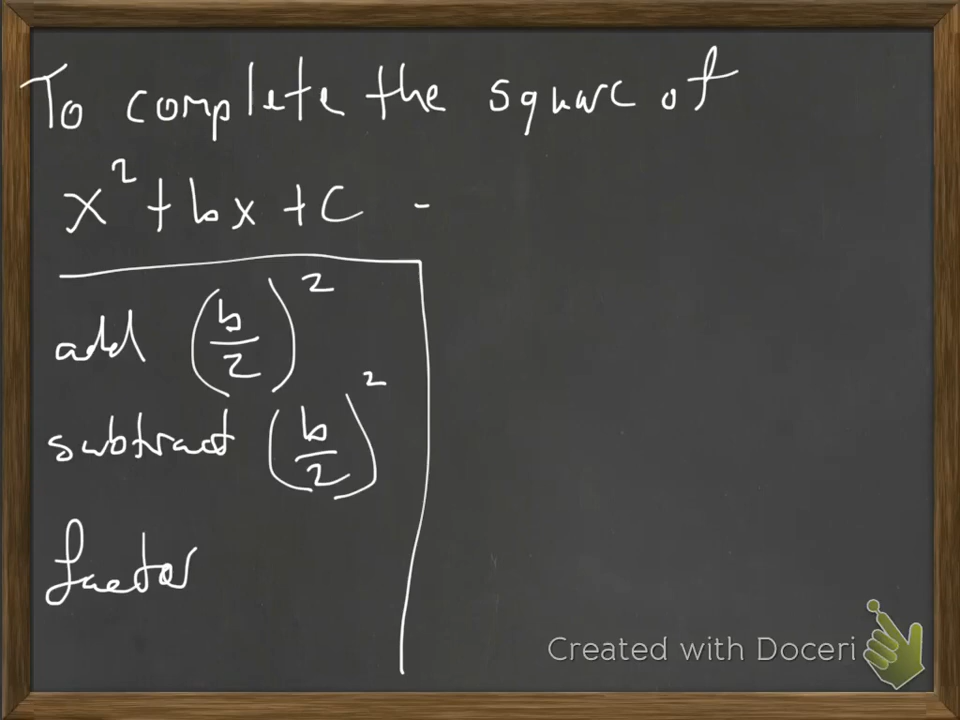 To complete the square of
x² + bx + c -
add (b/2)²
subtract (b/2)²
factor
Created with Doceri